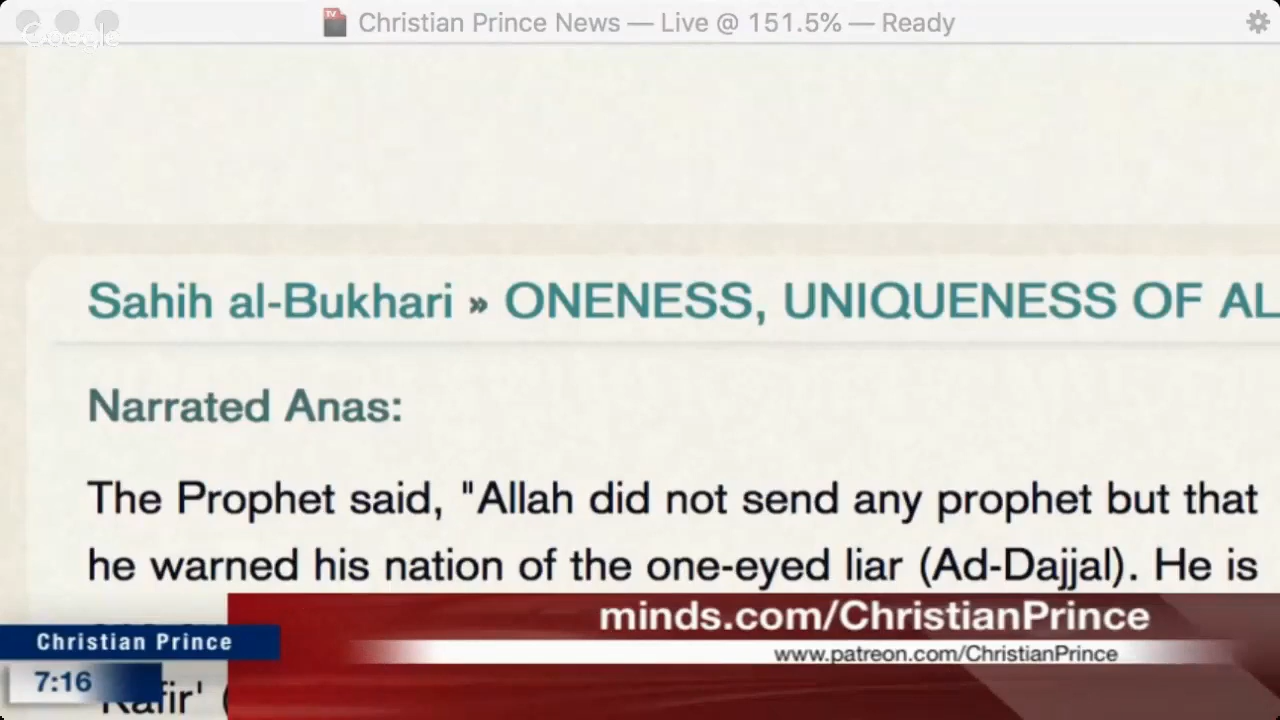 Christian Prince News — Live @ 151.5% — Ready
Google
Sahih al-Bukhari » ONENESS, UNIQUENESS OF AL
Narrated Anas:
The Prophet said, "Allah did not send any prophet but that
he warned his nation of the one-eyed liar (Ad-Dajjal). He is
minds.com/ChristianPrince
Christian Prince
www.patreon.com/ChristianPrince
7:16
'Kafir' (